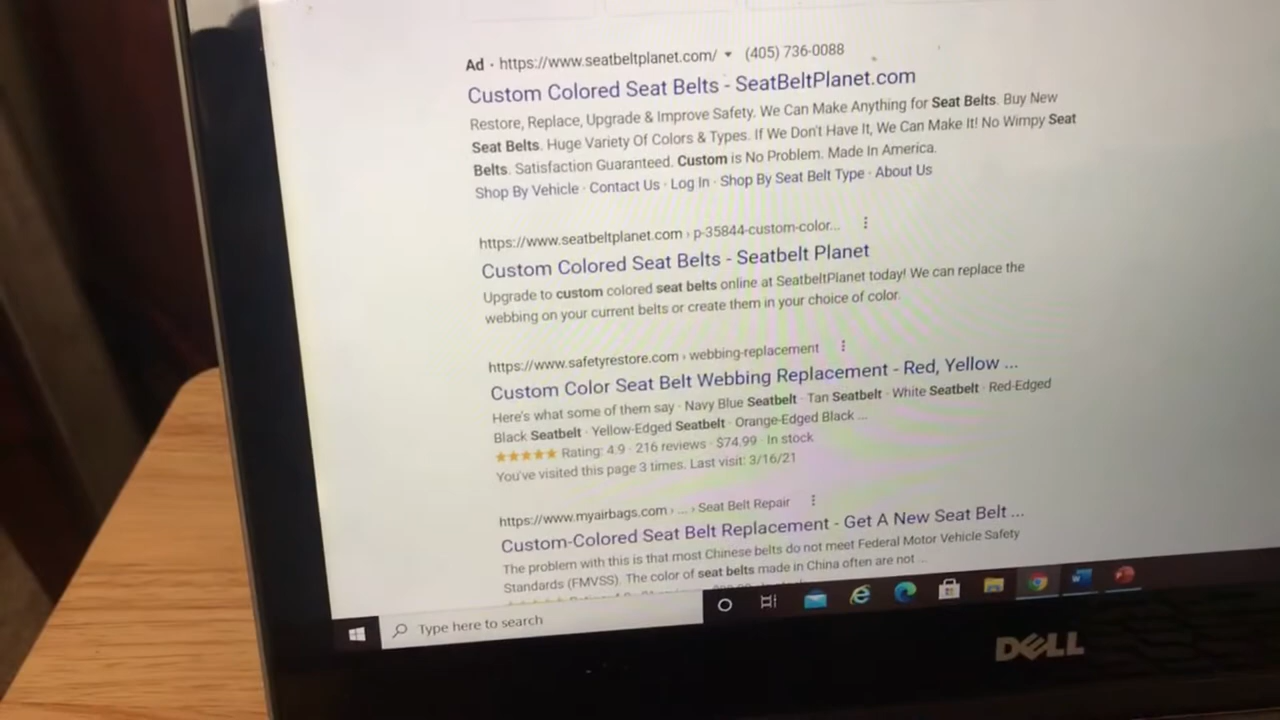 Ad · https://www.seatbeltplanet.com/ (405) 736-0088
Custom Colored Seat Belts - SeatBeltPlanet.com
Restore, Replace, Upgrade & Improve Safety. We Can Make Anything for Seat Belts. Buy New
Seat Belts. Huge Variety Of Colors & Types. If We Don't Have It, We Can Make It! No Wimpy Seat
Belts. Satisfaction Guaranteed. Custom is No Problem. Made In America.
Shop By Vehicle · Contact Us · Log In · Shop By Seat Belt Type · About Us
https://www.seatbeltplanet.com › p-35844-custom-color...
Custom Colored Seat Belts - Seatbelt Planet
Upgrade to custom colored seat belts online at SeatbeltPlanet today! We can replace the
webbing on your current belts or create them in your choice of color.
https://www.safetyrestore.com › webbing-replacement
Custom Color Seat Belt Webbing Replacement - Red, Yellow ...
Here's what some of them say · Navy Blue Seatbelt · Tan Seatbelt · White Seatbelt · Red-Edged
Black Seatbelt · Yellow-Edged Seatbelt · Orange-Edged Black ...
Rating: 4.9 · 216 reviews · $74.99 · In stock
You've visited this page 3 times. Last visit: 3/16/21
https://www.myairbags.com › ... › Seat Belt Repair
Custom-Colored Seat Belt Replacement - Get A New Seat Belt ...
The problem with this is that most Chinese belts do not meet Federal Motor Vehicle Safety
Standards (FMVSS). The color of seat belts made in China often are not ...
Type here to search
DELL